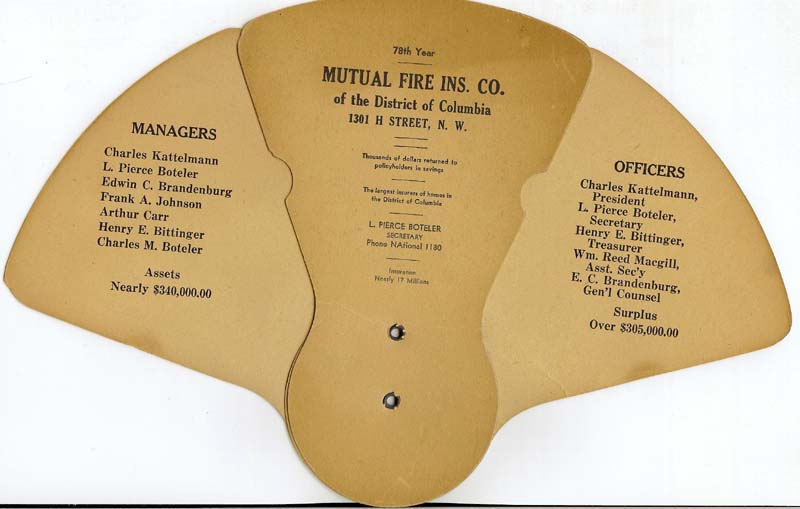 MANAGERS
Charles Kattelmann
L. Pierce Boteler
Edwin C. Brandenburg
Frank A. Johnson
Arthur Carr
Henry E. Bittinger
Charles M. Boteler
Assets
Nearly $340,000.00
78th Year
MUTUAL FIRE INS. CO.
of the District of Columbia
1301 H STREET, N. W.
Thousands of dollars returned to
policyholders in savings
The largest insurers of homes in
the District of Columbia
L. PIERCE BOTELER
SECRETARY
Phone NAtional 1180
Insuration
Nearly 17 Millions
OFFICERS
Charles Kattelmann,
President
L. Pierce Boteler,
Secretary
Henry E. Bittinger,
Treasurer
Wm. Reed Macgill,
Asst. Sec'y
E. C. Brandenburg,
Gen'l Counsel
Surplus
Over $305,000.00